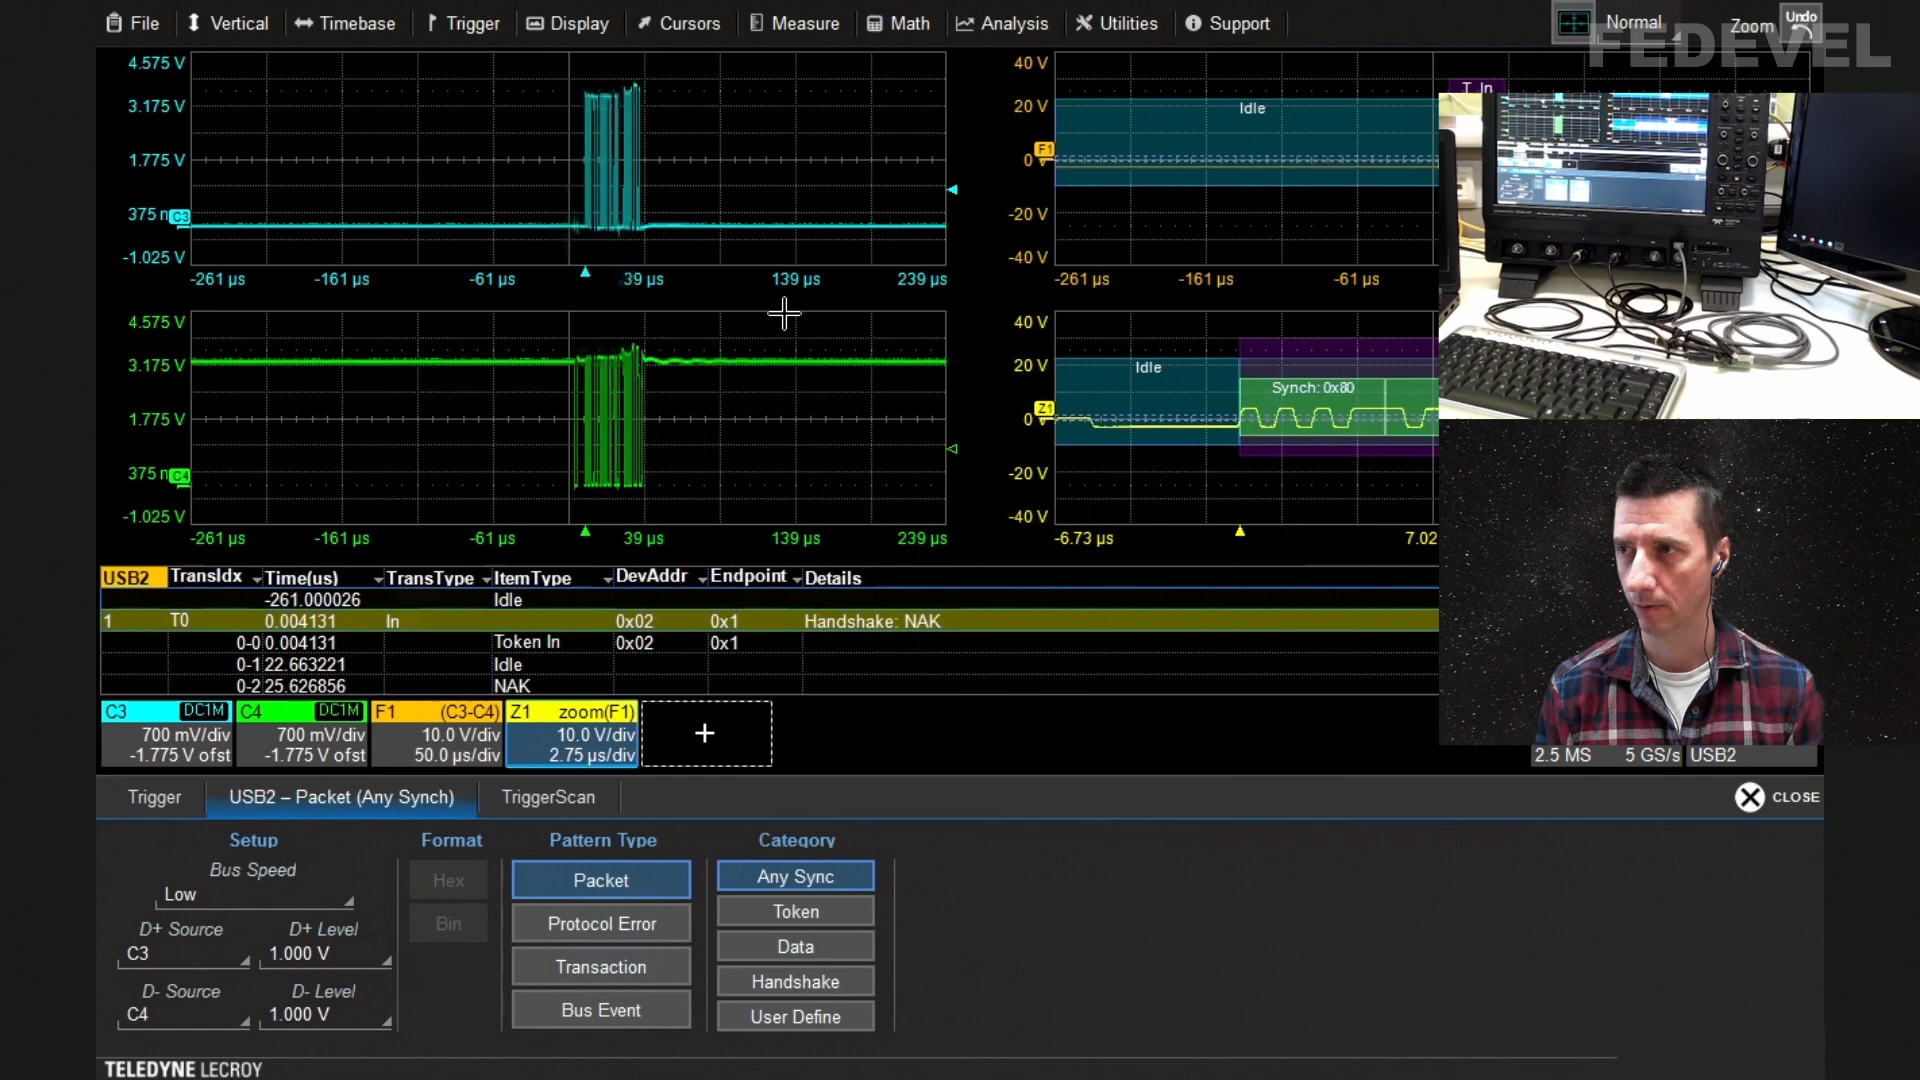 File Vertical Timebase Trigger Display Cursors Measure Math Analysis Utilities Support Normal Zoom Undo
FEDEVEL
4.575 V
3.175 V
1.775 V
375 m
C3
-1.025 V
-261 µs -161 µs -61 µs 39 µs 139 µs 239 µs
40 V
20 V
F1
0
-20 V
-40 V
Idle
T In
-261 µs -161 µs -61 µs
4.575 V
3.175 V
1.775 V
375 m
C4
-1.025 V
-261 µs -161 µs -61 µs 39 µs 139 µs 239 µs
40 V
20 V
Z1
0
-20 V
-40 V
Idle
Synch: 0x80
-6.73 µs 7.02
USB2 TransIdx Time(us) TransType ItemType DevAddr Endpoint Details
-261.000026 Idle
1 T0 0.004131 In 0x02 0x1 Handshake: NAK
0-0 0.004131 Token In 0x02 0x1
0-1 22.663221 Idle
0-2 25.626856 NAK
C3 DC1M C4 DC1M F1 (C3-C4) Z1 zoom(F1)
700 mV/div 700 mV/div 10.0 V/div 10.0 V/div
-1.775 V ofst -1.775 V ofst 50.0 µs/div 2.75 µs/div
+
2.5 MS 5 GS/s USB2
Trigger USB2 – Packet (Any Synch) TriggerScan CLOSE
Setup Format Pattern Type Category
Bus Speed
Low
D+ Source D+ Level
C3 1.000 V
D- Source D- Level
C4 1.000 V
Hex
Bin
Packet
Protocol Error
Transaction
Bus Event
Any Sync
Token
Data
Handshake
User Define
TELEDYNE LECROY